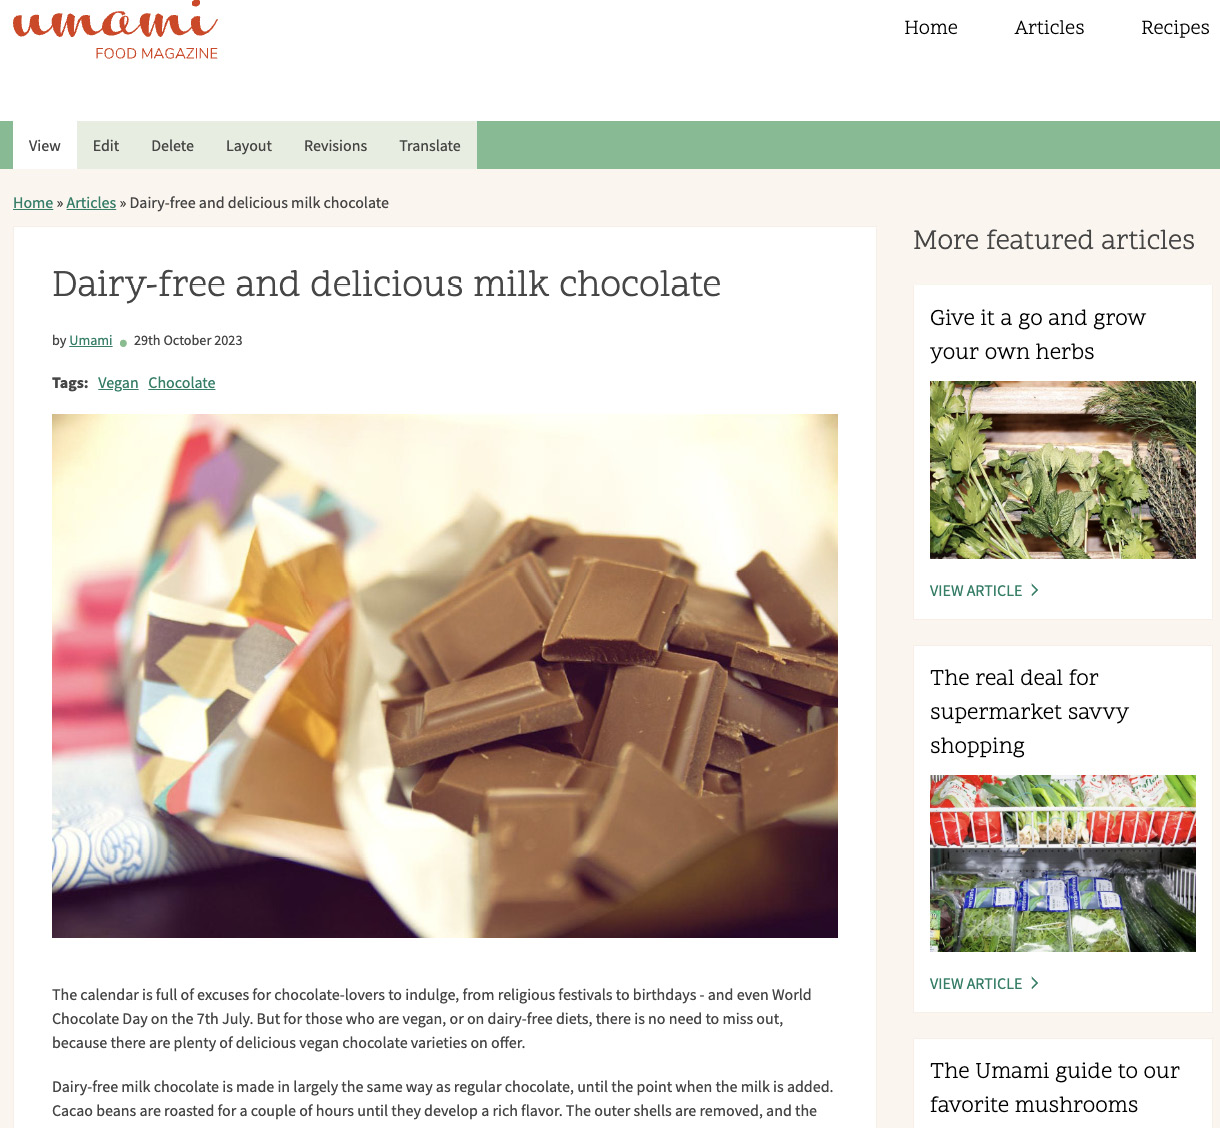 umami
FOOD MAGAZINE
Home Articles Recipes
View Edit Delete Layout Revisions Translate
Home » Articles » Dairy-free and delicious milk chocolate
Dairy-free and delicious milk chocolate
by Umami 29th October 2023
Tags: Vegan Chocolate
The calendar is full of excuses for chocolate-lovers to indulge, from religious festivals to birthdays - and even World
Chocolate Day on the 7th July. But for those who are vegan, or on dairy-free diets, there is no need to miss out,
because there are plenty of delicious vegan chocolate varieties on offer.
Dairy-free milk chocolate is made in largely the same way as regular chocolate, until the point when the milk is added.
Cacao beans are roasted for a couple of hours until they develop a rich flavor. The outer shells are removed, and the
More featured articles
Give it a go and grow
your own herbs
VIEW ARTICLE
The real deal for
supermarket savvy
shopping
VIEW ARTICLE
The Umami guide to our
favorite mushrooms